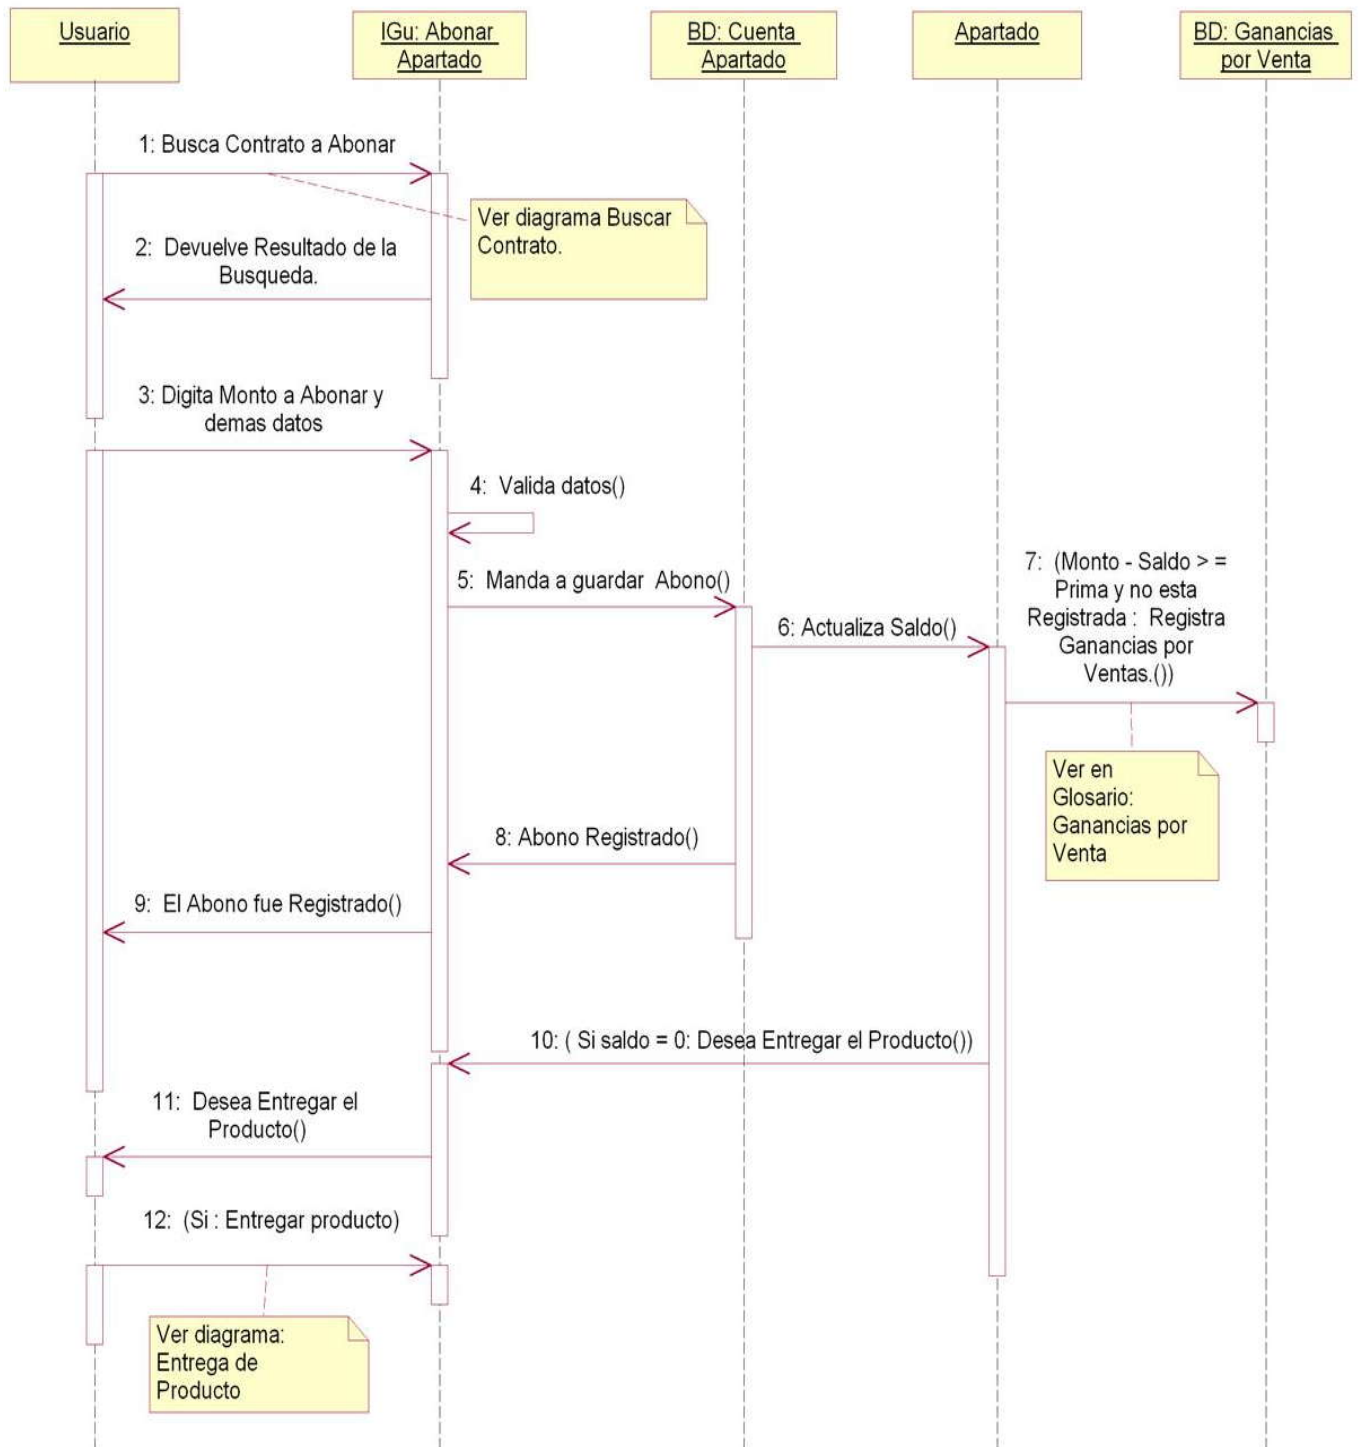 Usuario
IGu: Abonar
Apartado
BD: Cuenta
Apartado
Apartado
BD: Ganancias
por Venta
1: Busca Contrato a Abonar
Ver diagrama Buscar
Contrato.
2:  Devuelve Resultado de la
Busqueda.
3: Digita Monto a Abonar y
demas datos
4:  Valida datos()
5:  Manda a guardar  Abono()
6: Actualiza Saldo()
7:  (Monto - Saldo > =
Prima y no esta
Registrada :  Registra
Ganancias por
Ventas.())
Ver en
Glosario:
Ganancias por
Venta
8: Abono Registrado()
9:  El Abono fue Registrado()
10: ( Si saldo = 0: Desea Entregar el Producto())
11:  Desea Entregar el
Producto()
12:  (Si : Entregar producto)
Ver diagrama:
Entrega de
Producto